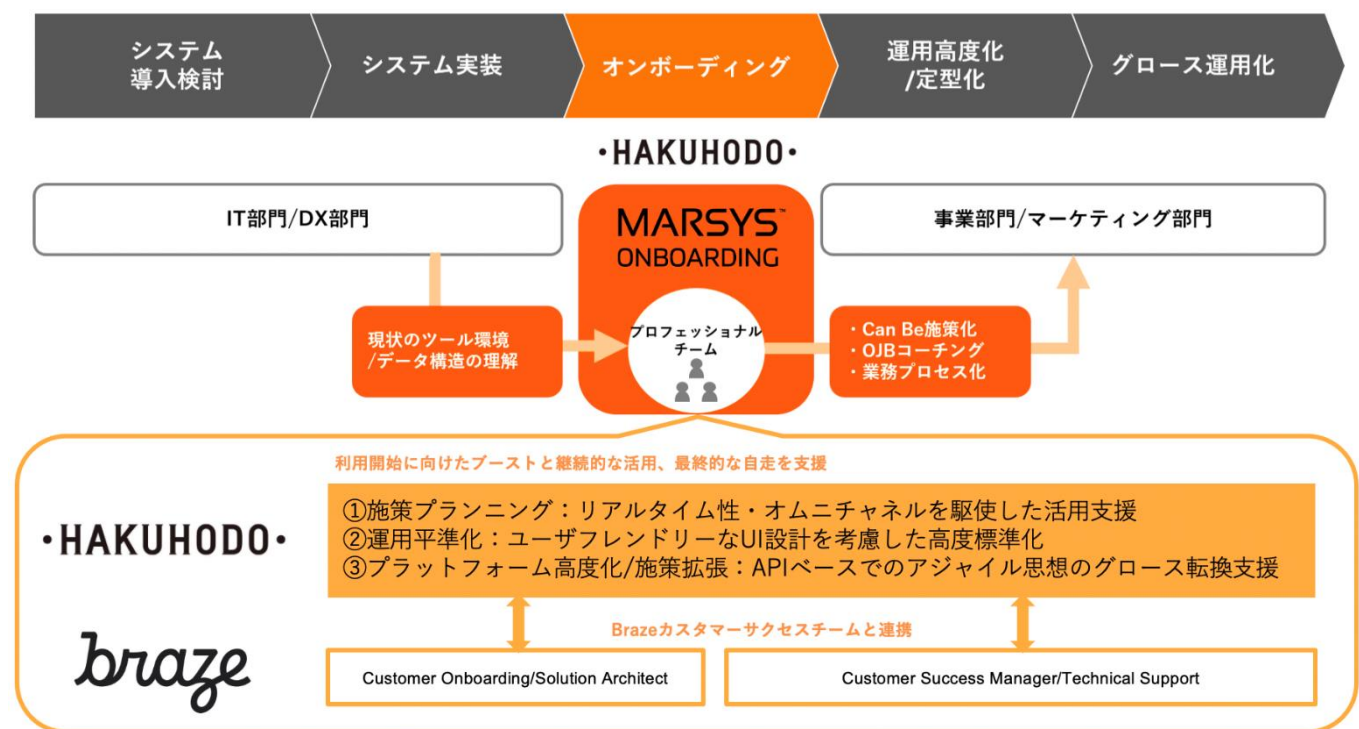 システム
導入検討
システム実装
オンボーディング
運用高度化
/定型化
グロース運用化
・HAKUHODO・
IT部門/DX部門
MARSYS™
ONBOARDING
事業部門/マーケティング部門
現状のツール環境
/データ構造の理解
プロフェッショナル
チーム
・Can Be施策化
・OJBコーチング
・業務プロセス化
利用開始に向けたブーストと継続的な活用、最終的な自走を支援
・HAKUHODO・
①施策プランニング：リアルタイム性・オムニチャネルを駆使した活用支援
②運用平準化：ユーザフレンドリーなUI設計を考慮した高度標準化
③プラットフォーム高度化/施策拡張：APIベースでのアジャイル思想のグロース転換支援
Brazeカスタマーサクセスチームと連携
braze
Customer Onboarding/Solution Architect
Customer Success Manager/Technical Support